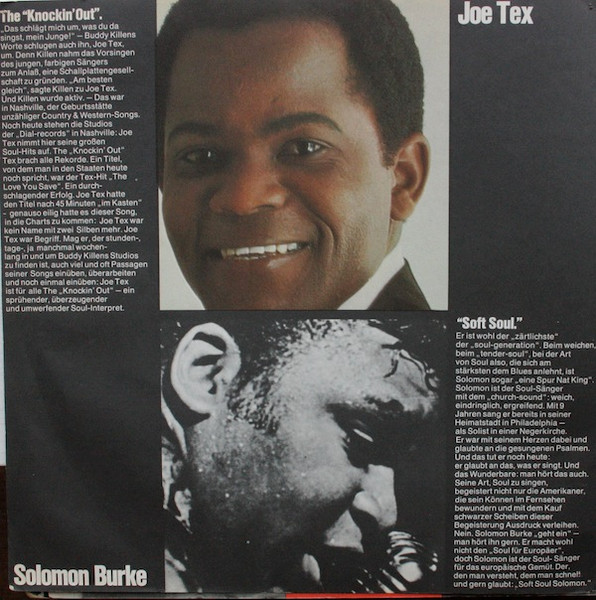 The "Knockin'Out".
„Das schlägt mich um, was du da
singst, mein Junge!" – Buddy Killens
Worte schlugen auch ihn, Joe Tex,
um. Denn Killen nahm das Vorsingen
des jungen, farbigen Sängers
zum Anlaß, eine Schallplattengesell-
schaft zu gründen. „Am besten
gleich", sagte Killen zu Joe Tex.
Und Killen wurde aktiv. – Das war
in Nashville, der Geburtsstätte
unzähliger Country & Western-Songs.
Noch heute stehen die Studios
der „Dial-records" in Nashville: Joe
Tex nimmt hier seine großen
Soul-Hits auf. The „Knockin' Out"
Tex brach alle Rekorde. Ein Titel,
von dem man in den Staaten heute
noch spricht, war der Tex-Hit „The
Love You Save". Ein durch-
schlagender Erfolg. Joe Tex hatte
den Titel nach 45 Minuten „im Kasten"
– genauso eilig hatte es dieser Song,
in die Charts zu kommen: Joe Tex war
kein Name mit zwei Silben mehr. Joe
Tex war Begriff. Mag er, der stunden-,
tage-, ja manchmal wochen-
lang in und um Buddy Killens Studios
zu finden ist, auch viel und oft Passagen
seiner Songs einüben, überarbeiten
und noch einmal einüben: Joe Tex
ist für alle The „Knockin' Out" – ein
sprühender, überzeugender
und umwerfender Soul-Interpret.
Joe Tex
"Soft Soul."
Er ist wohl der „zärtlichste"
der „soul-generation". Beim weichen,
beim „tender-soul", bei der Art
von Soul also, die sich am
stärksten dem Blues anlehnt, ist
Solomon sogar „eine Spur Nat King".
Solomon ist der Soul-Sänger
mit dem „church-sound": weich,
eindringlich, ergreifend. Mit 9
Jahren sang er bereits in seiner
Heimatstadt in Philadelphia –
als Solist in einer Negerkirche.
Er war mit seinem Herzen dabei und
glaubte an die gesungenen Psalmen.
Und das tut er noch heute:
er glaubt an das, was er singt. Und
das Wunderbare: man hört das auch.
Seine Art, Soul zu singen,
begeistert nicht nur die Amerikaner,
die sein Können im Fernsehen
bewundern und mit dem Kauf
schwarzer Scheiben dieser
Begeisterung Ausdruck verleihen.
Nein. Solomon Burke „geht ein" –
man hört ihn gern. Er macht wohl
nicht den „Soul für Europäer",
doch Solomon ist der Soul- Sänger
für das europäische Gemüt. Der,
den man versteht, dem man schnell
und gern glaubt: „Soft Soul Solomon."
Solomon Burke